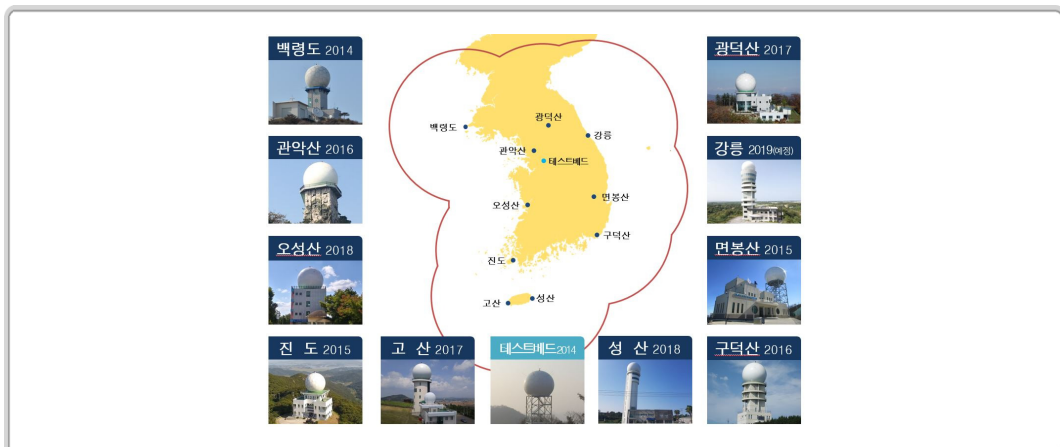 백령도 2014
광덕산 2017
백령도
광덕산
강릉
관악산
테스트베드
관악산 2016
강릉 2019(예정)
오성산
면봉산
구덕산
오성산 2018
면봉산 2015
진도
고산
성산
진 도 2015
고 산 2017
테스트베드2014
성 산 2018
구덕산 2016